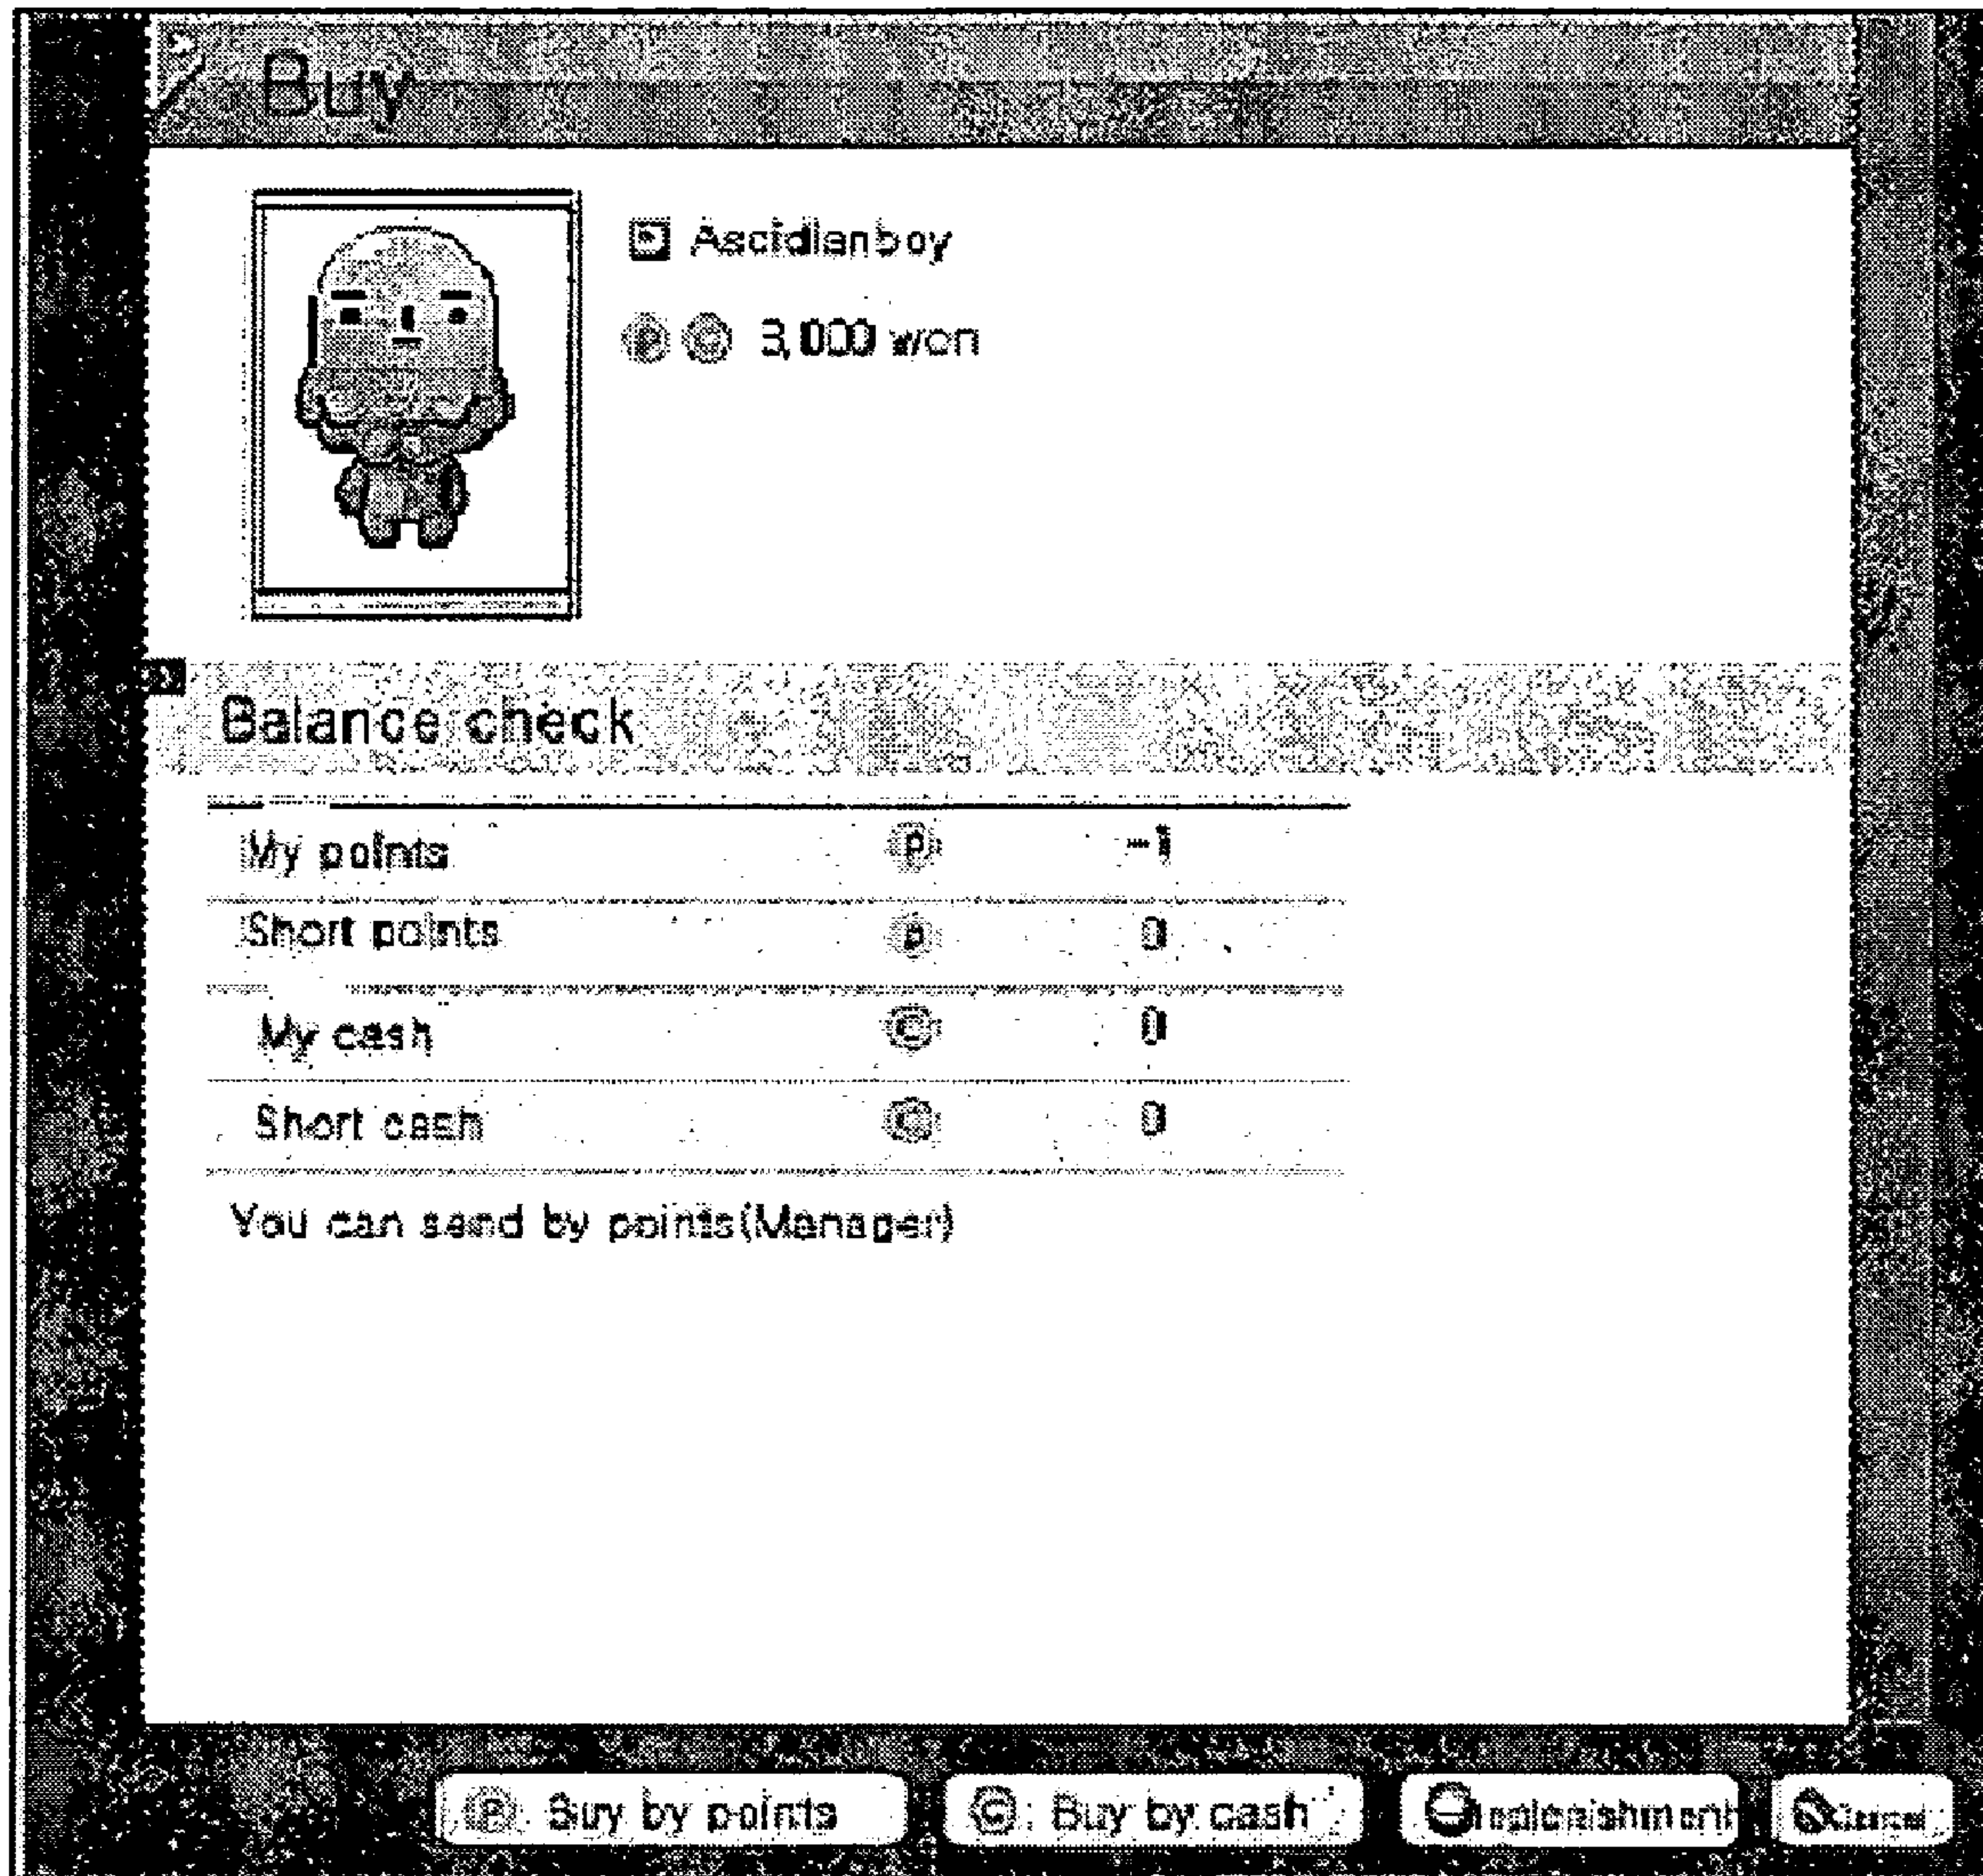 Buy
Ascidianboy
P C 3,000 won
Balance check
My points P -1
Short points P 0
My cash C 0
Short cash C 0
You can send by points(Manager)
P Buy by points C Buy by cash replenishment